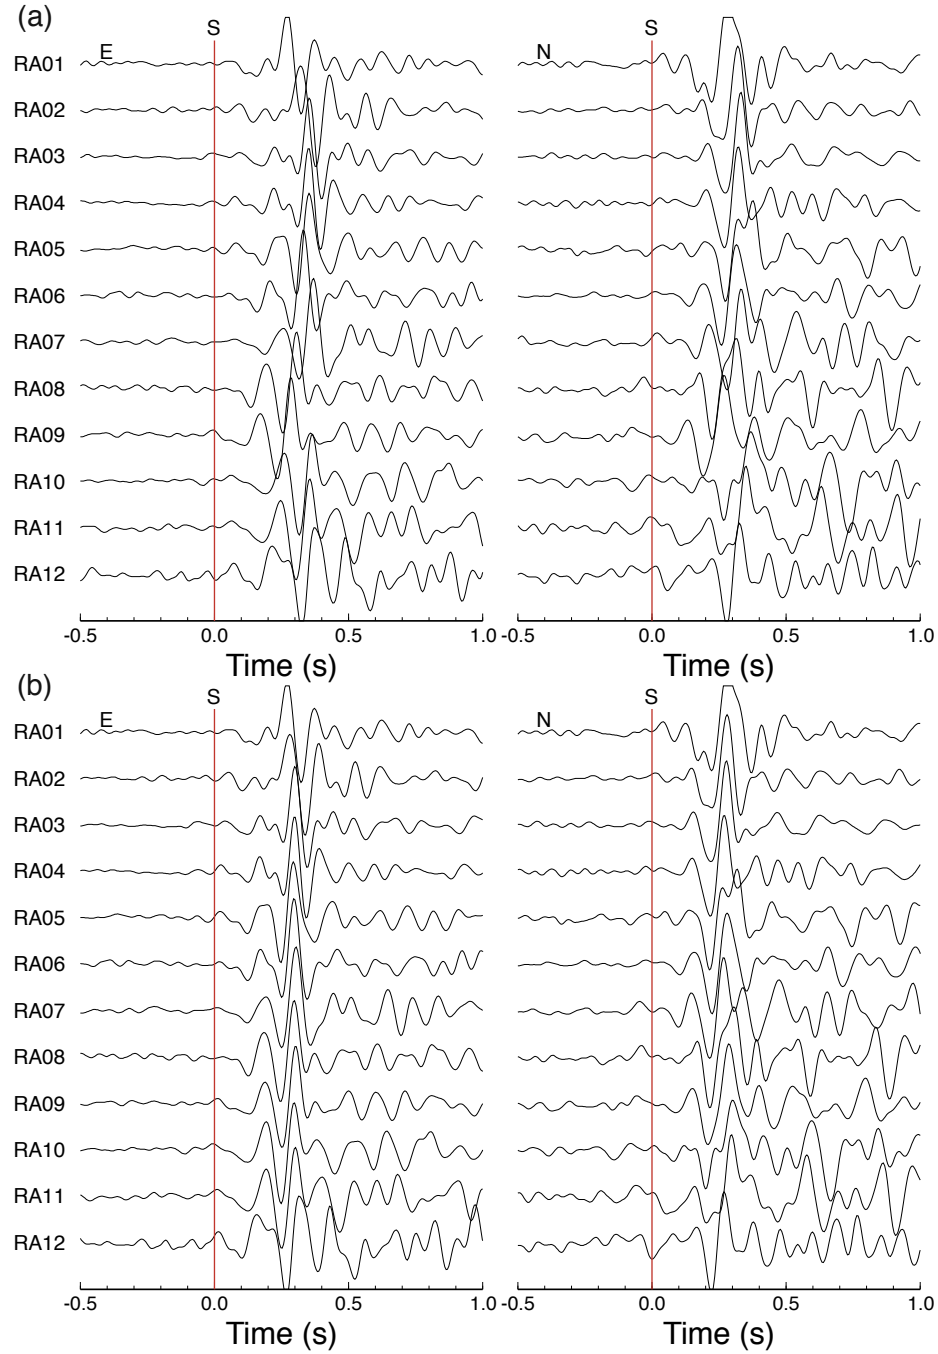 (a)
S S
E N
RA01
RA02
RA03
RA04
RA05
RA06
RA07
RA08
RA09
RA10
RA11
RA12
-0.5 0.0 0.5 1.0 -0.5 0.0 0.5 1.0
Time (s) Time (s)
(b)
S S
E N
RA01
RA02
RA03
RA04
RA05
RA06
RA07
RA08
RA09
RA10
RA11
RA12
-0.5 0.0 0.5 1.0 -0.5 0.0 0.5 1.0
Time (s) Time (s)